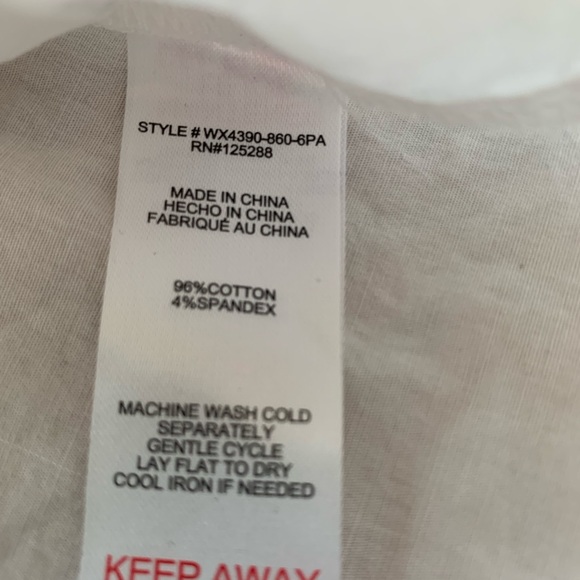 STYLE # WX4390-860-6PA
RN#125288
MADE IN CHINA
HECHO IN CHINA
FABRIQUÉ AU CHINA
96%COTTON
4%SPANDEX
MACHINE WASH COLD
SEPARATELY
GENTLE CYCLE
LAY FLAT TO DRY
COOL IRON IF NEEDED
KEEP AWAY